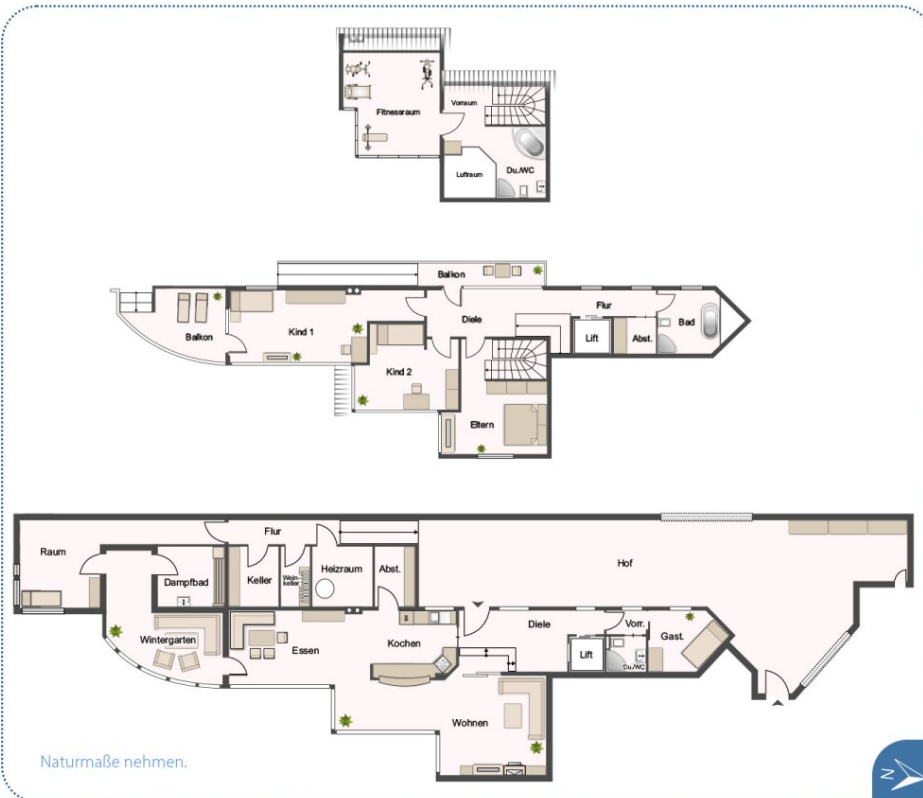 Fitnessraum
Vorraum
Luftraum
Du./WC
Balkon
Balkon
Kind 1
Diele
Flur
Lift
Abst.
Bad
Kind 2
Eltern
Raum
Flur
Dampfbad
Keller
Wein-
keller
Heizraum
Abst.
Hof
Wintergarten
Essen
Kochen
Diele
Lift
Vorr.
Du./WC
Gast.
Wohnen
Naturmaße nehmen.
N